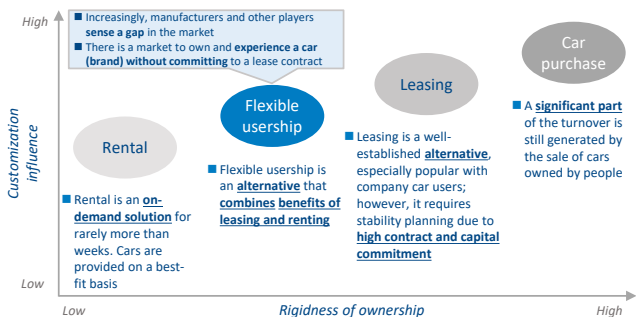 High
■ Increasingly, manufacturers and other players
sense a gap in the market
■ There is a market to own and experience a car
(brand) without committing to a lease contract
Car
purchase
Leasing
Flexible
usership
Rental
Customization
influence
■ A significant part
of the turnover is
still generated by
the sale of cars
owned by people
■ Leasing is a well-
established alternative,
especially popular with
company car users;
however, it requires
stability planning due to
high contract and capital
commitment
■ Flexible usership is
an alternative that
combines benefits of
leasing and renting
■ Rental is an on-
demand solution for
rarely more than
weeks. Cars are
provided on a best-
fit basis
Low
Low
Rigidness of ownership
High